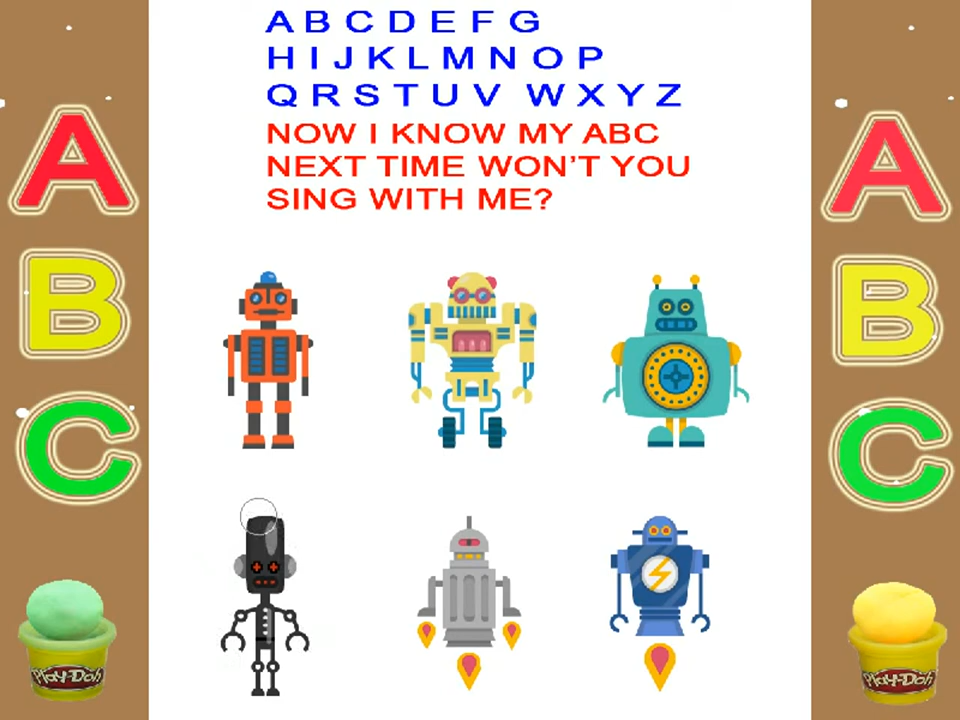 A B C D E F G
H I J K L M N O P
Q R S T U V W X Y Z
NOW I KNOW MY ABC
NEXT TIME WON'T YOU
SING WITH ME?
A
B
C
A
B
C
Play-Doh
Play-Doh